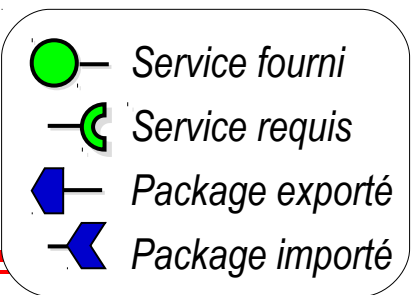 Service fourni
Service requis
Package exporté
Package importé